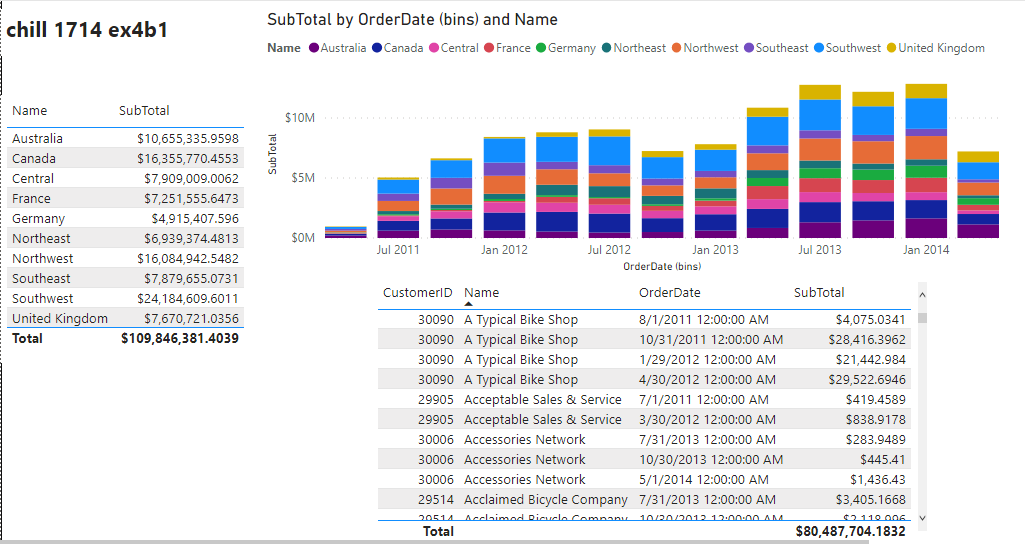 chill 1714 ex4b1
SubTotal by OrderDate (bins) and Name
Name Australia Canada Central France Germany Northeast Northwest Southeast Southwest United Kingdom
Name SubTotal
Australia $10,655,335.9598
Canada $16,355,770.4553
Central $7,909,009.0062
France $7,251,555.6473
Germany $4,915,407.596
Northeast $6,939,374.4813
Northwest $16,084,942.5482
Southeast $7,879,655.0731
Southwest $24,184,609.6011
United Kingdom $7,670,721.0356
Total $109,846,381.4039
SubTotal
$10M
$5M
$0M
Jul 2011 Jan 2012 Jul 2012 Jan 2013 Jul 2013 Jan 2014
OrderDate (bins)
CustomerID Name OrderDate SubTotal
30090 A Typical Bike Shop 8/1/2011 12:00:00 AM $4,075.0341
30090 A Typical Bike Shop 10/31/2011 12:00:00 AM $28,416.3962
30090 A Typical Bike Shop 1/29/2012 12:00:00 AM $21,442.984
30090 A Typical Bike Shop 4/30/2012 12:00:00 AM $29,522.6946
29905 Acceptable Sales & Service 7/1/2011 12:00:00 AM $419.4589
29905 Acceptable Sales & Service 3/30/2012 12:00:00 AM $838.9178
30006 Accessories Network 7/31/2013 12:00:00 AM $283.9489
30006 Accessories Network 10/30/2013 12:00:00 AM $445.41
30006 Accessories Network 5/1/2014 12:00:00 AM $1,436.43
29514 Acclaimed Bicycle Company 7/31/2013 12:00:00 AM $3,405.1668
29514 Acclaimed Bicycle Company 10/30/2013 12:00:00 AM $2,118.996
Total $80,487,704.1832